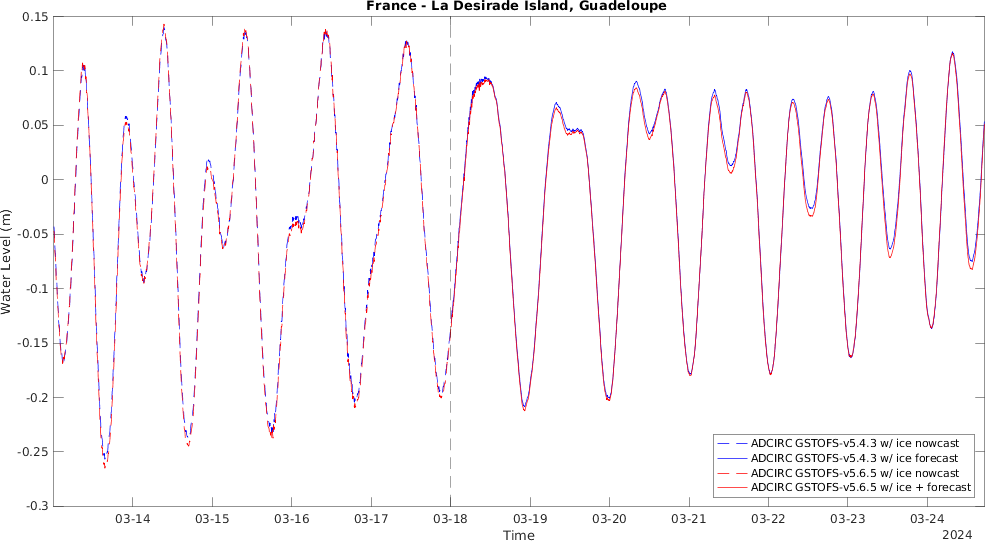 France - La Desirade Island, Guadeloupe
Water Level (m)
0.15
0.1
0.05
0
-0.05
-0.1
-0.15
-0.2
-0.25
-0.3
ADCIRC GSTOFS-v5.4.3 w/ ice nowcast
ADCIRC GSTOFS-v5.4.3 w/ ice forecast
ADCIRC GSTOFS-v5.6.5 w/ ice nowcast
ADCIRC GSTOFS-v5.6.5 w/ ice + forecast
03-14 03-15 03-16 03-17 03-18 03-19 03-20 03-21 03-22 03-23 03-24
Time
2024